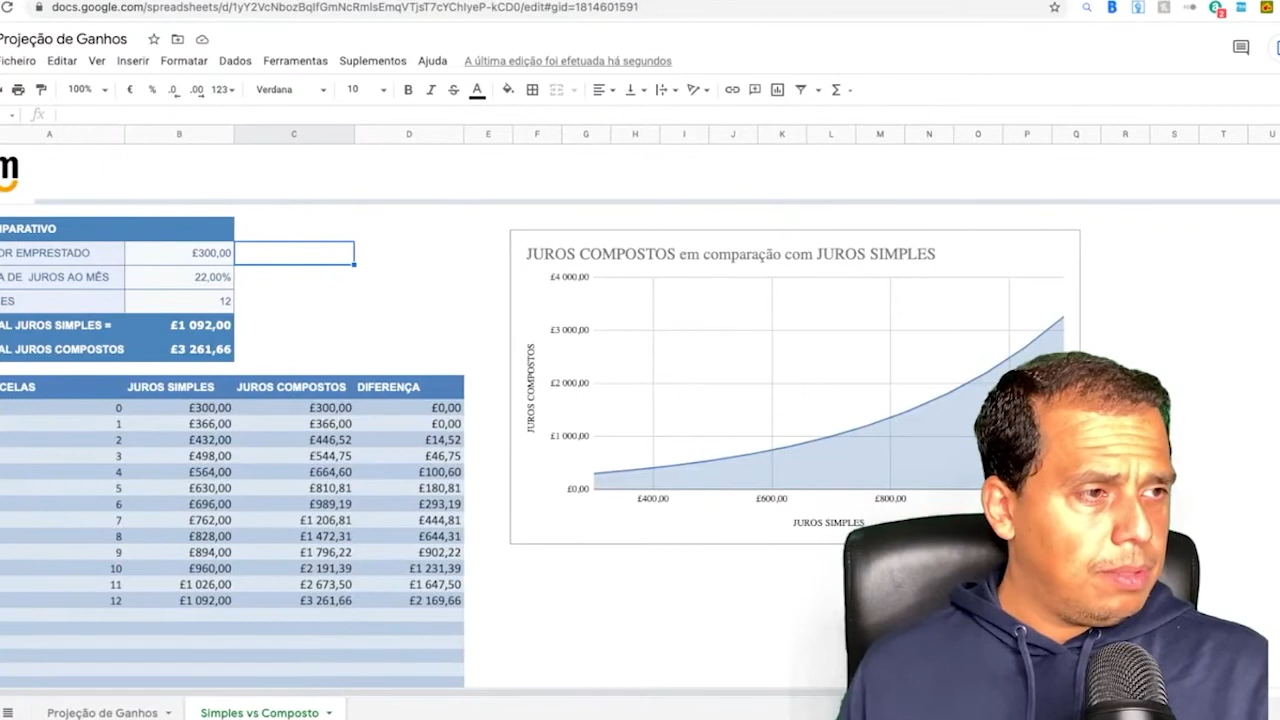 docs.google.com/spreadsheets/d/1yY2VcNbozBqIfGmNcRmIsEmqVTjsT7cYChIyeP-kCD0/edit#gid=1814601591
Projeção de Ganhos
icheiro Editar Ver Inserir Formatar Dados Ferramentas Suplementos Ajuda A última edição foi efetuada há segundos
100% € % .0 .00 123 Verdana 10 B I S A
fx
A B C D E F G H I J K L M N O P Q R S T U
m
MPARATIVO
OR EMPRESTADO £300,00
A DE JUROS AO MÊS 22,00%
ES 12
AL JUROS SIMPLES = £1 092,00
AL JUROS COMPOSTOS £3 261,66
CELAS JUROS SIMPLES JUROS COMPOSTOS DIFERENÇA
0 £300,00 £300,00 £0,00
1 £366,00 £366,00 £0,00
2 £432,00 £446,52 £14,52
3 £498,00 £544,75 £46,75
4 £564,00 £664,60 £100,60
5 £630,00 £810,81 £180,81
6 £696,00 £989,19 £293,19
7 £762,00 £1 206,81 £444,81
8 £828,00 £1 472,31 £644,31
9 £894,00 £1 796,22 £902,22
10 £960,00 £2 191,39 £1 231,39
11 £1 026,00 £2 673,50 £1 647,50
12 £1 092,00 £3 261,66 £2 169,66
JUROS COMPOSTOS em comparação com JUROS SIMPLES
£4 000,00
£3 000,00
£2 000,00
£1 000,00
£0,00
JUROS COMPOSTOS
£400,00 £600,00 £800,00
JUROS SIMPLES
Projeção de Ganhos Simples vs Composto